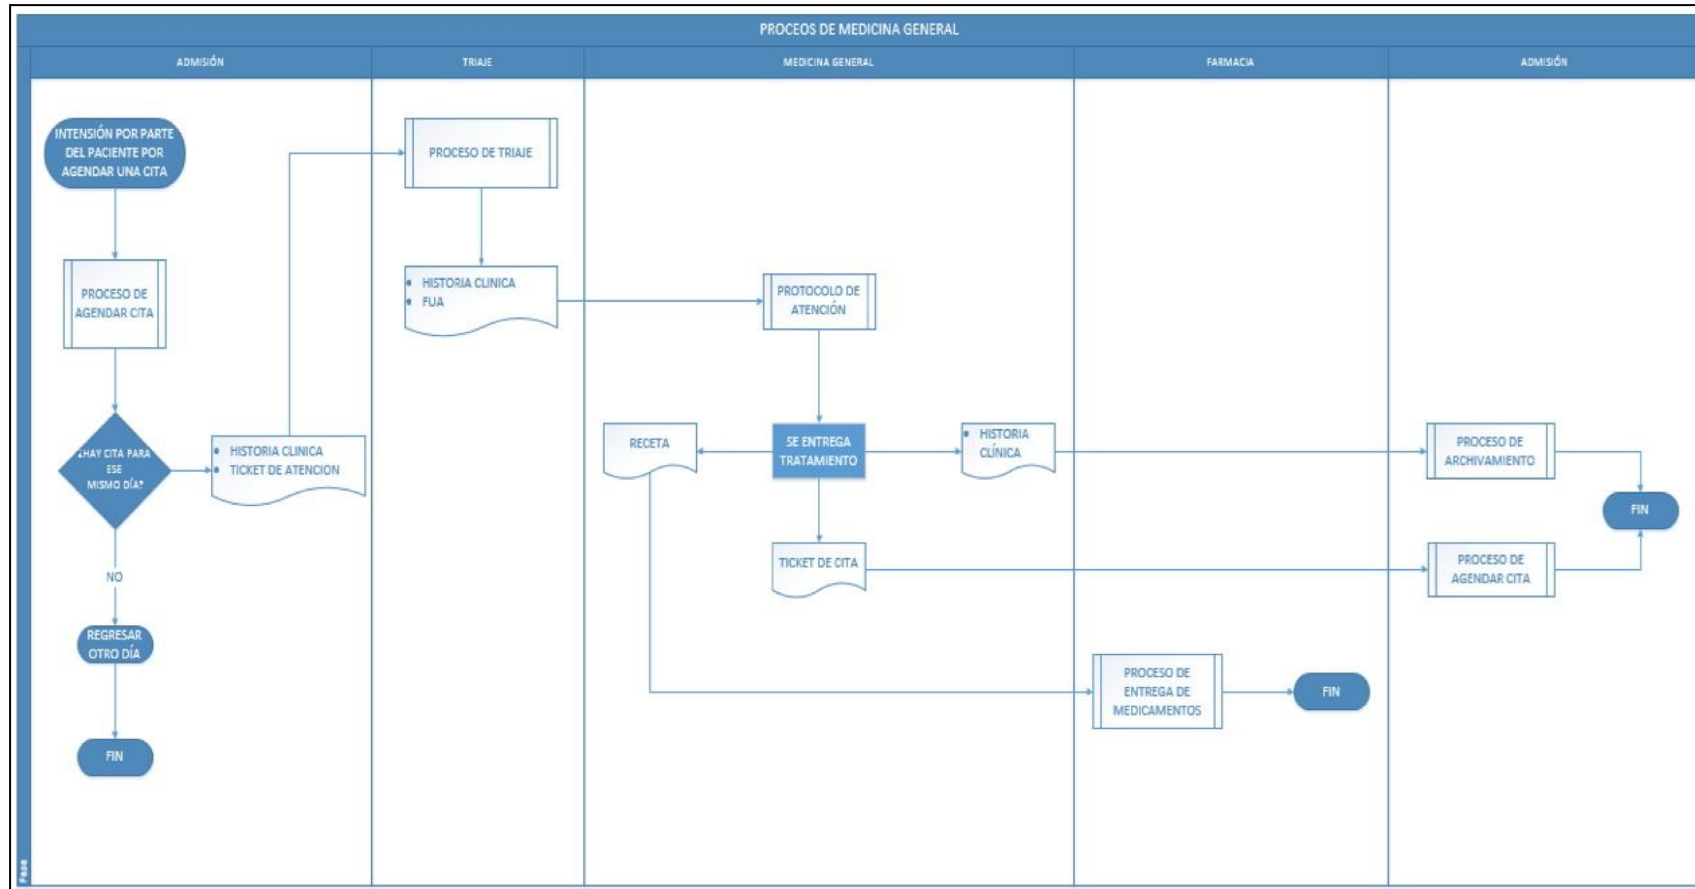 PROCEOS DE MEDICINA GENERAL
ADMISIÓN
TRIAJE
MEDICINA GENERAL
FARMACIA
ADMISIÓN
INTENSIÓN POR PARTE
DEL PACIENTE POR
AGENDAR UNA CITA
PROCESO DE
AGENDAR CITA
¿HAY CITA PARA
ESE
MISMO DÍA?
NO
REGRESAR
OTRO DÍA
FIN
• HISTORIA CLINICA
• TICKET DE ATENCION
PROCESO DE TRIAJE
• HISTORIA CLINICA
• FUA
PROTOCOLO DE
ATENCIÓN
RECETA
SE ENTREGA
TRATAMIENTO
• HISTORIA
CLÍNICA
TICKET DE CITA
PROCESO DE
ENTREGA DE
MEDICAMENTOS
FIN
PROCESO DE
ARCHIVAMIENTO
FIN
PROCESO DE
AGENDAR CITA
Fase